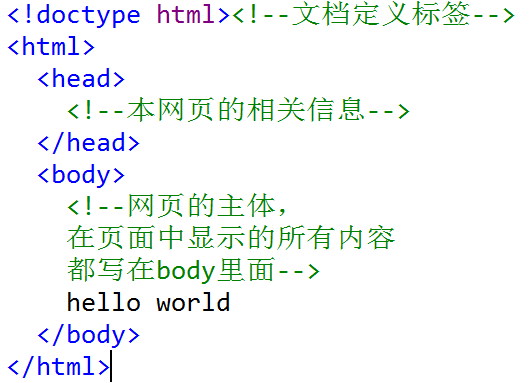 <!doctype html><!--文档定义标签-->
<html>
  <head>
    <!--本网页的相关信息-->
  </head>
  <body>
    <!--网页的主体，
    在页面中显示的所有内容
    都写在body里面-->
    hello world
  </body>
</html>